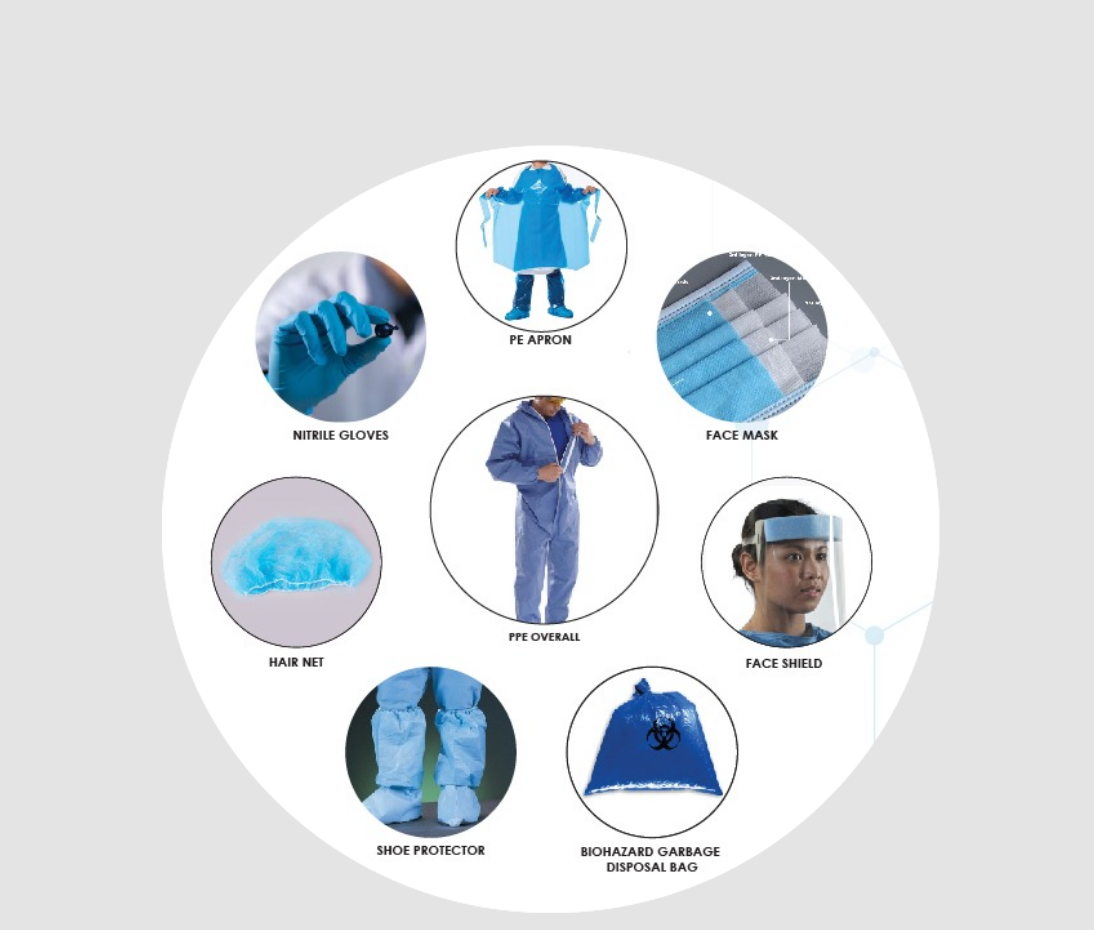 PE APRON
NITRILE GLOVES
FACE MASK
PPE OVERALL
HAIR NET
FACE SHIELD
SHOE PROTECTOR
BIOHAZARD GARBAGE
DISPOSAL BAG